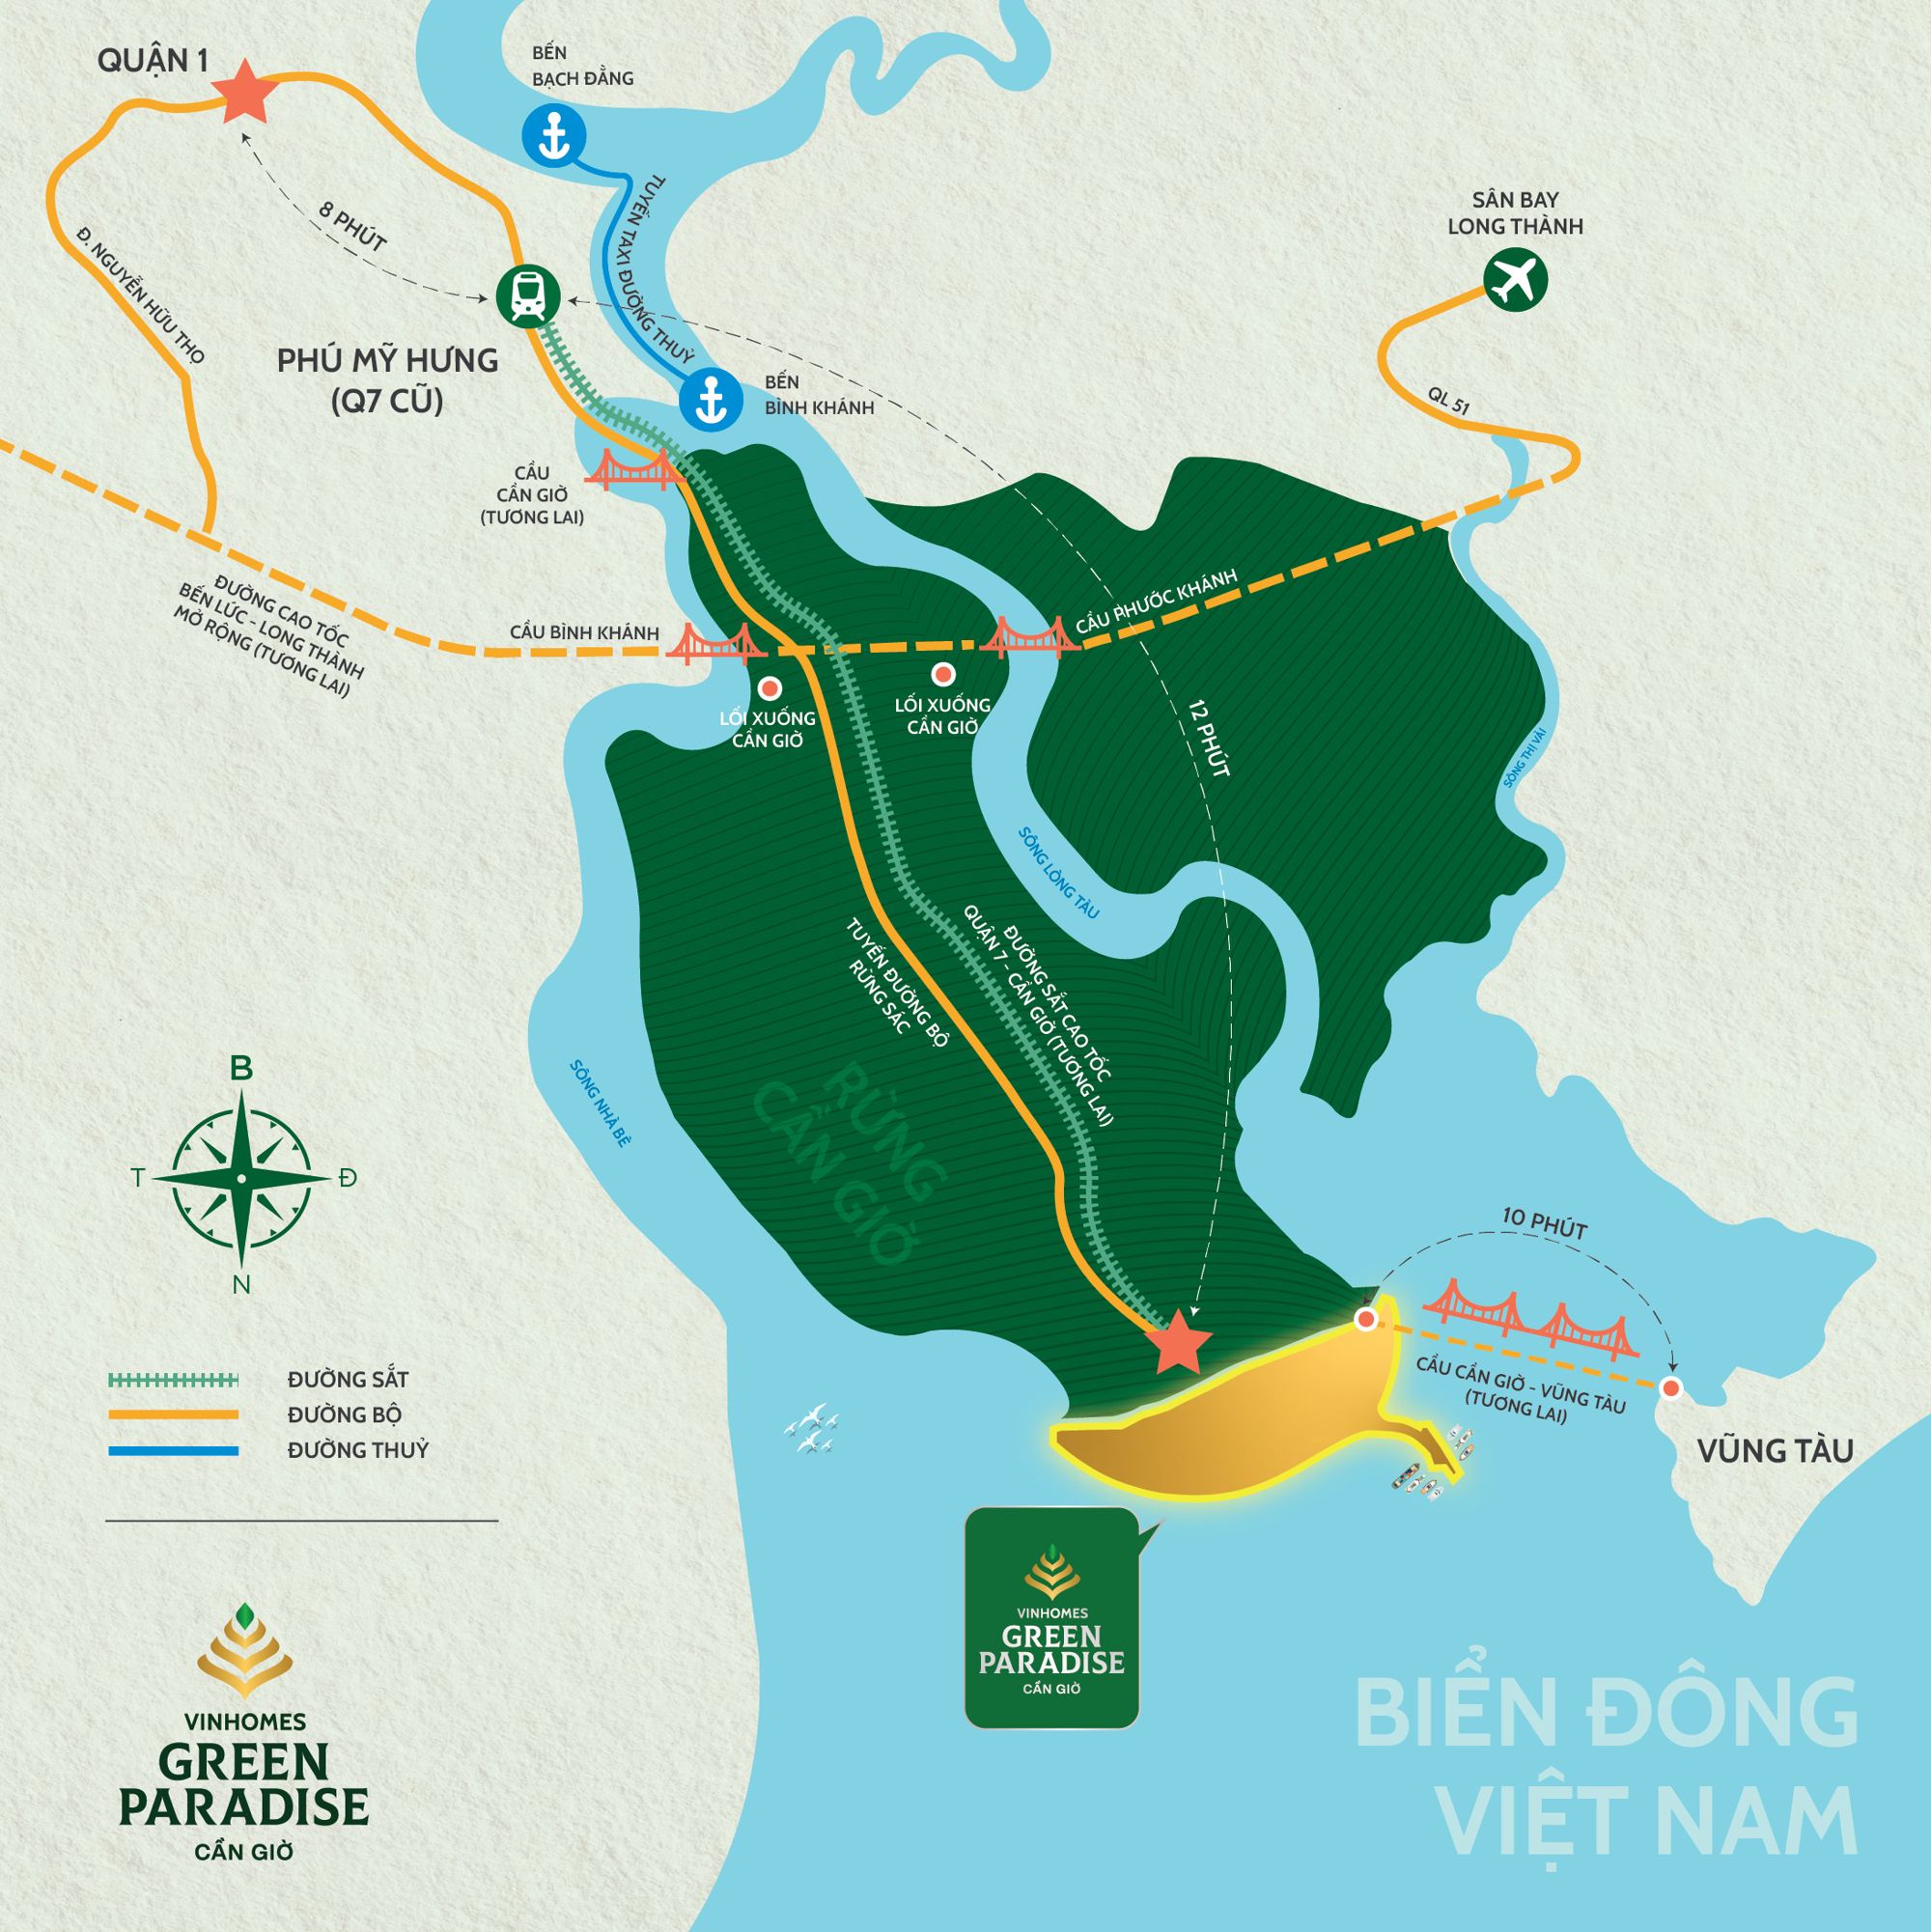 QUẬN 1
BẾN
BẠCH ĐẰNG
8 PHÚT
Đ. NGUYỄN HỮU THỌ
TUYẾN TAXI ĐƯỜNG THUỶ
SÂN BAY
LONG THÀNH
PHÚ MỸ HƯNG
(Q7 CŨ)
BẾN
BÌNH KHÁNH
QL 51
CẦU
CẦN GIỜ
(TƯƠNG LAI)
ĐƯỜNG CAO TỐC
BẾN LỨC - LONG THÀNH
MỞ RỘNG (TƯƠNG LAI)
CẦU BÌNH KHÁNH
CẦU PHƯỚC KHÁNH
LỐI XUỐNG
CẦN GIỜ
LỐI XUỐNG
CẦN GIỜ
12 PHÚT
SÔNG THỊ VẢI
SÔNG LÒNG TÀU
TUYẾN ĐƯỜNG BỘ
RỪNG SÁC
ĐƯỜNG SẮT CAO TỐC
QUẬN 7 - CẦN GIỜ (TƯƠNG LAI)
RỪNG
CẦN GIỜ
SÔNG NHÀ BÈ
B
T
Đ
N
10 PHÚT
CẦU CẦN GIỜ - VŨNG TÀU
(TƯƠNG LAI)
VŨNG TÀU
ĐƯỜNG SẮT
ĐƯỜNG BỘ
ĐƯỜNG THUỶ
VINHOMES
GREEN
PARADISE
CẦN GIỜ
VINHOMES
GREEN
PARADISE
CẦN GIỜ
BIỂN ĐÔNG
VIỆT NAM